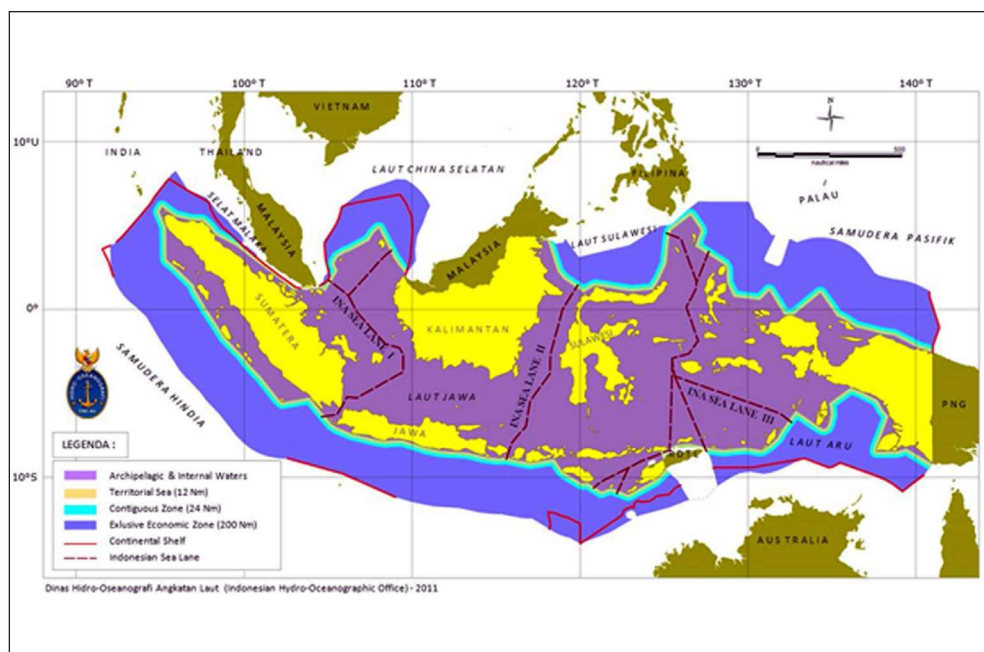 90° T 100° T 110° T 120° T 130° T 140° T
VIETNAM
N
10°U
INDIA
THAILAND
LAUT CHINA SELATAN
0 500
nautical miles
PILIPINA
PALAU
SELAT MALAKA
MALAYSIA
LAUT SULAWESI
SAMUDERA PASIFIK
MALAYSIA
0°
SUMATERA
INA SEA LANE I
KALIMANTAN
INA SEA LANE II
SULAWESI
SAMUDERA HINDIA
LAUT JAWA
INA SEA LANE III
PNG
JAWA
LAUT ARU
RDTL
10°S
AUSTRALIA
LEGENDA :
Archipelagic & Internal Waters
Territorial Sea (12 Nm)
Contiguous Zone (24 Nm)
Exlusive Economic Zone (200 Nm)
Continental Shelf
Indonesian Sea Lane
Dinas Hidro-Oseanografi Angkatan Laut (Indonesian Hydro-Oceanographic Office) - 2011